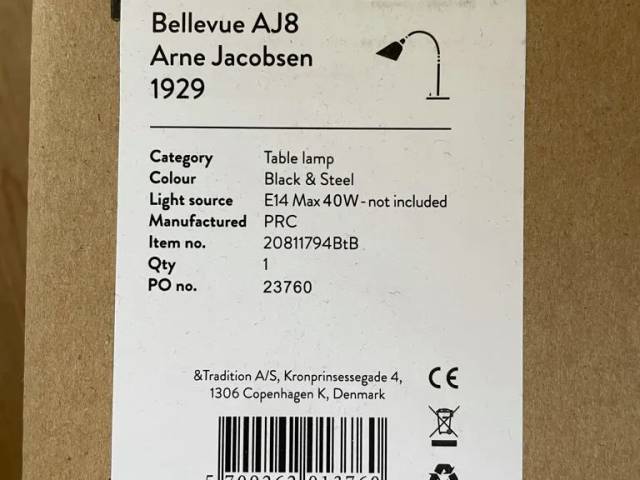 Bellevue AJ8
Arne Jacobsen
1929
Category Table lamp
Colour Black & Steel
Light source E14 Max 40W - not included
Manufactured PRC
Item no. 20811794BtB
Qty 1
PO no. 23760
&Tradition A/S, Kronprinsessegade 4,
1306 Copenhagen K, Denmark
CE